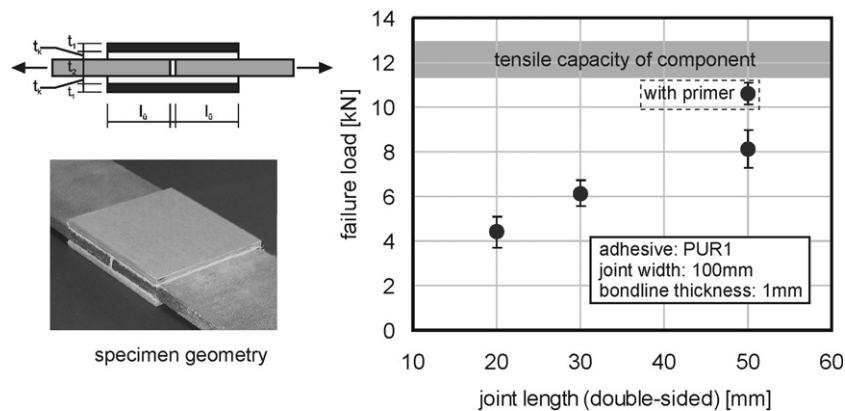 t₁
tₖ
t₂
tₖ
t₁
lᵤ̈ lᵤ̈
specimen geometry
failure load [kN]
14
12
10
8
6
4
2
0
tensile capacity of component
with primer
adhesive: PUR1
joint width: 100mm
bondline thickness: 1mm
10 20 30 40 50 60
joint length (double-sided) [mm]